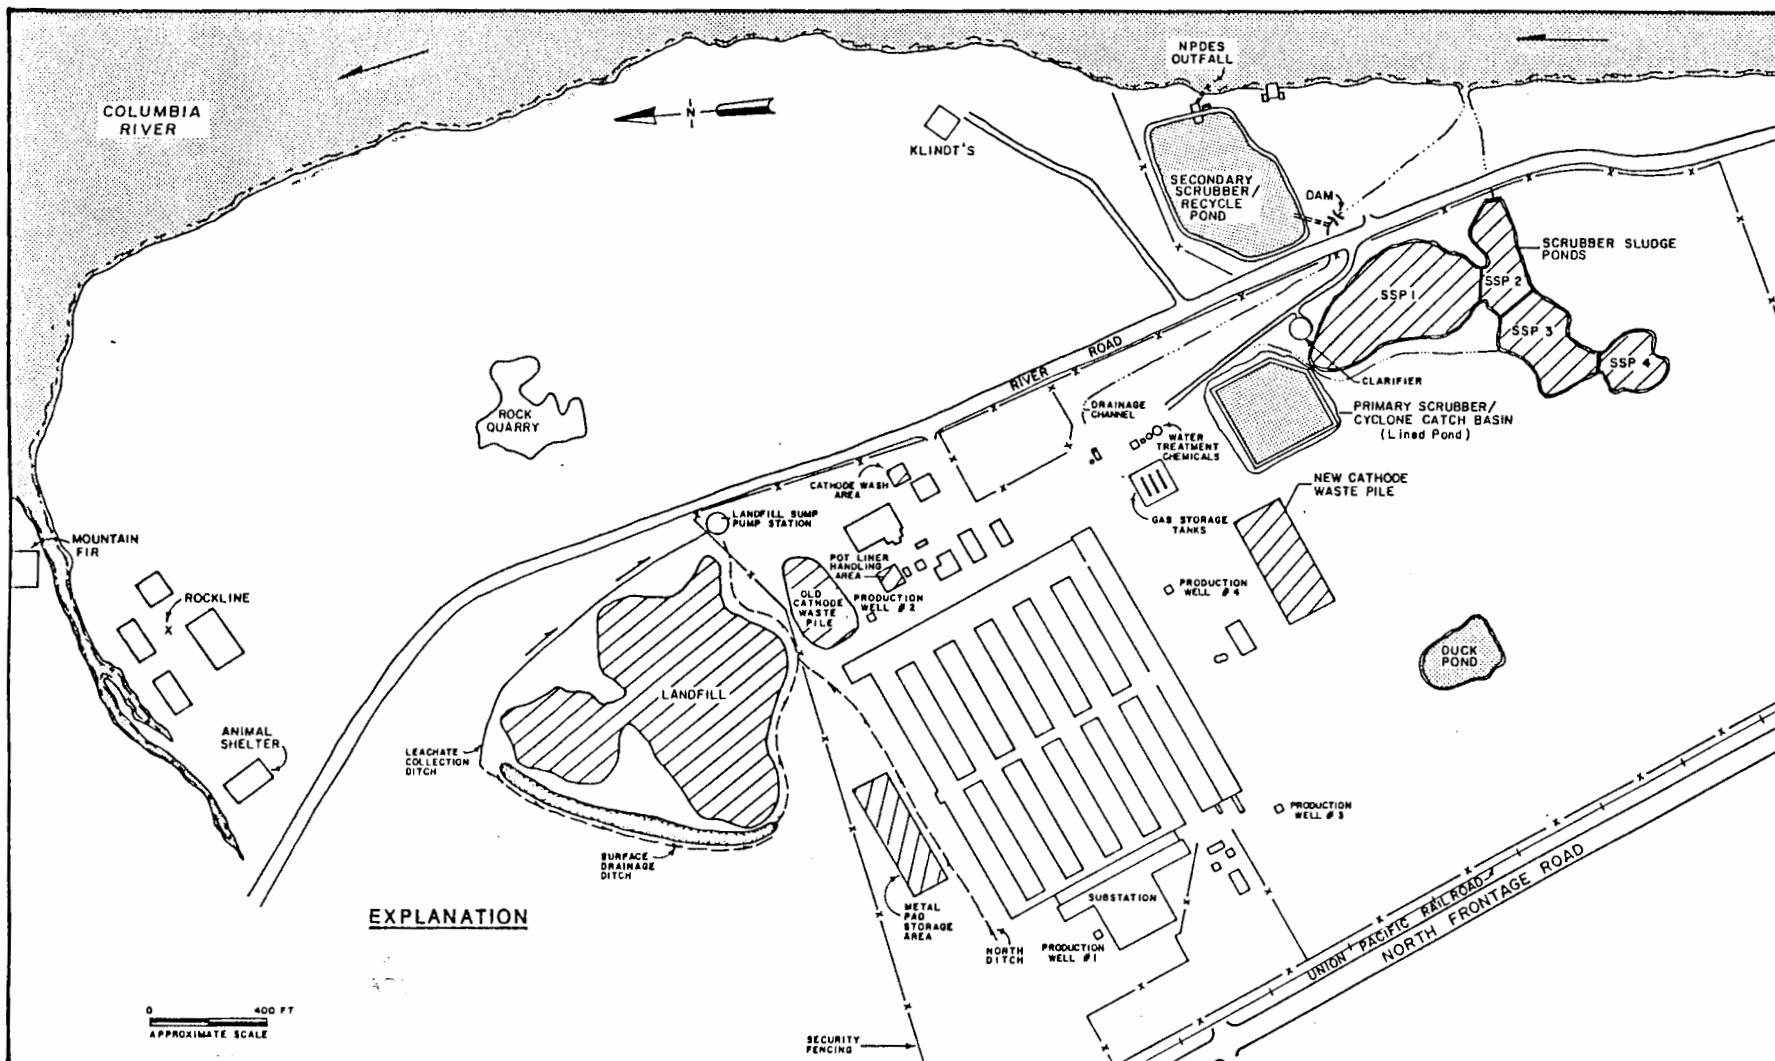 NPDES
OUTFALL
COLUMBIA
RIVER
N
KLINDT'S
SECONDARY
SCRUBBER/
RECYCLE
POND
DAM
SCRUBBER SLUDGE
PONDS
SSP 1
SSP 2
SSP 3
SSP 4
RIVER ROAD
CLARIFIER
ROCK
QUARRY
DRAINAGE
CHANNEL
PRIMARY SCRUBBER/
CYCLONE CATCH BASIN
(Lined Pond)
WATER
TREATMENT
CHEMICALS
CATHODE WASH
AREA
NEW CATHODE
WASTE PILE
LANDFILL SUMP
PUMP STATION
GAS STORAGE
TANKS
MOUNTAIN
FIR
POT LINER
HANDLING
AREA
ROCKLINE
OLD
CATHODE
WASTE
PILE
PRODUCTION
WELL #2
PRODUCTION
WELL #4
DUCK
POND
LANDFILL
ANIMAL
SHELTER
LEACHATE
COLLECTION
DITCH
PRODUCTION
WELL #3
SURFACE
DRAINAGE
DITCH
SUBSTATION
METAL
PAD
STORAGE
AREA
EXPLANATION
NORTH
DITCH
PRODUCTION
WELL #1
UNION PACIFIC RAILROAD
NORTH FRONTAGE ROAD
0 400 FT
APPROXIMATE SCALE
SECURITY
FENCING